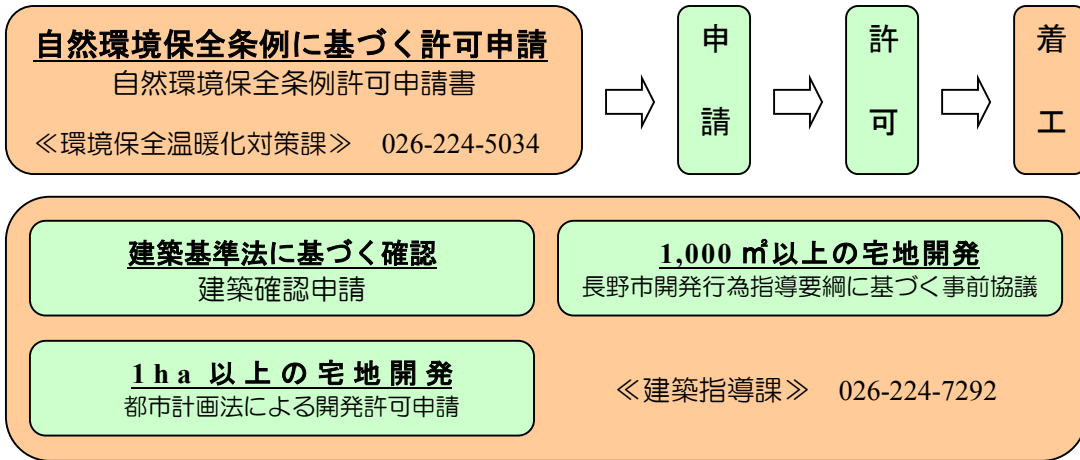 自然環境保全条例に基づく許可申請
自然環境保全条例許可申請書
≪環境保全温暖化対策課≫ 026-224-5034
申請
許可
着工
建築基準法に基づく確認
建築確認申請
1,000 ㎡以上の宅地開発
長野市開発行為指導要綱に基づく事前協議
1ha 以上の宅地開発
都市計画法による開発許可申請
≪建築指導課≫ 026-224-7292